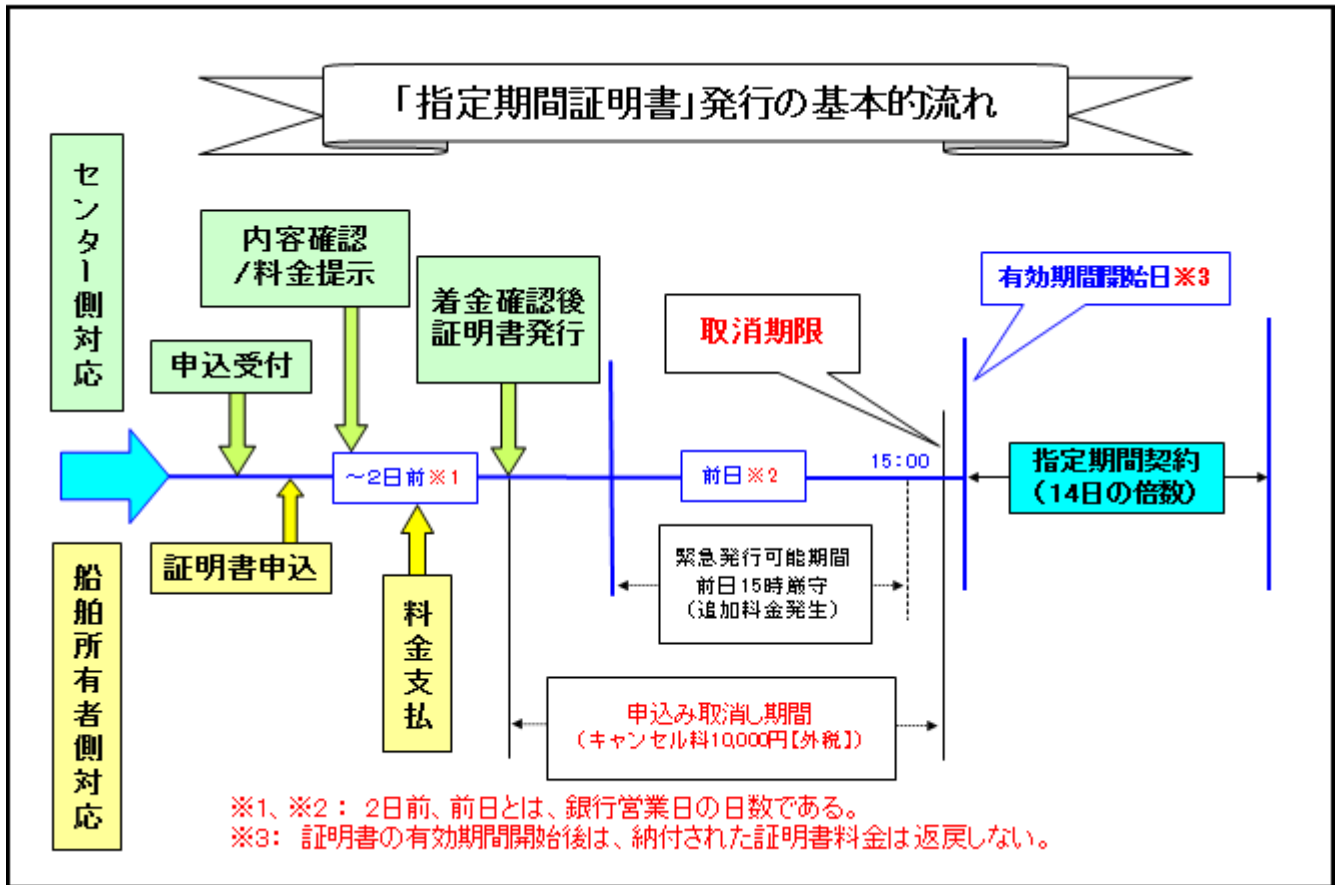 「指定期間証明書」発行の基本的流れ
センター側対応
内容確認
/料金提示
着金確認後
証明書発行
申込受付
取消期限
有効期間開始日※3
～2日前※1
前日※2
15:00
指定期間契約
（14日の倍数）
証明書申込
料金支払
船舶所有者側対応
緊急発行可能期間
前日15時厳守
（追加料金発生）
申込み取消し期間
（キャンセル料10,000円【外税】）
※1、※2： 2日前、前日とは、銀行営業日の日数である。
※3： 証明書の有効期間開始後は、納付された証明書料金は返戻しない。